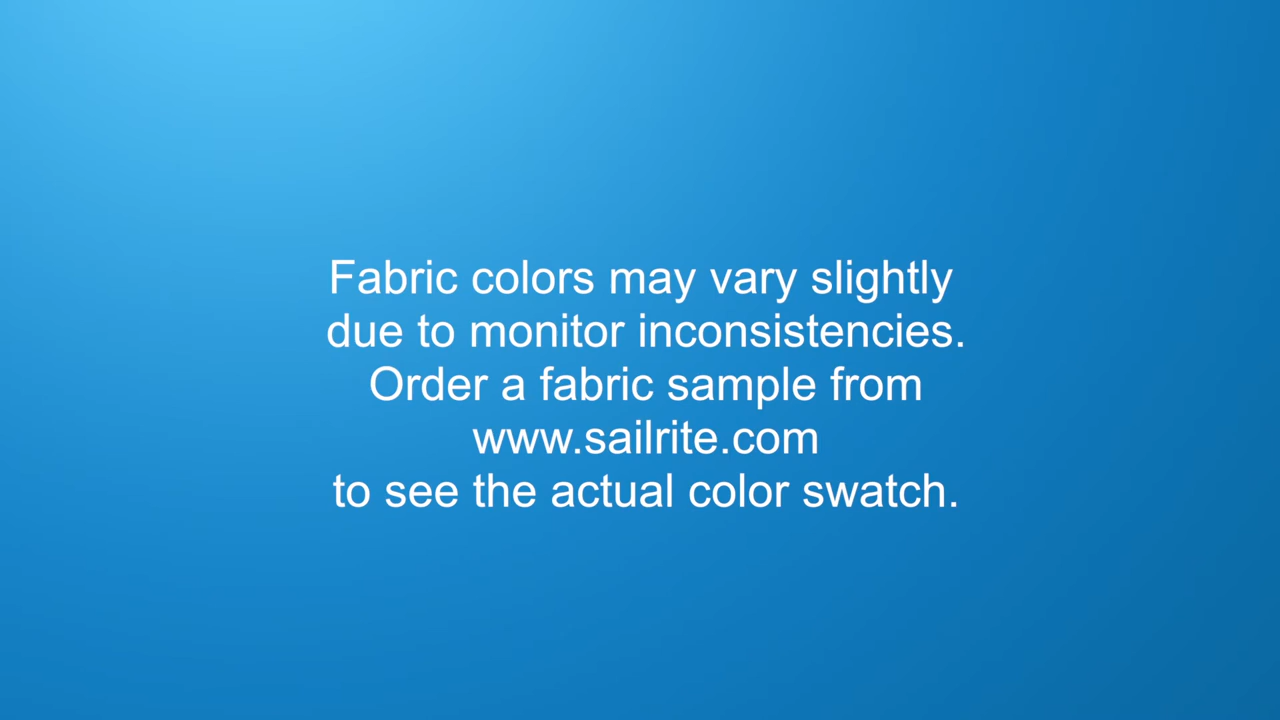 Fabric colors may vary slightly
due to monitor inconsistencies.
Order a fabric sample from
www.sailrite.com
to see the actual color swatch.